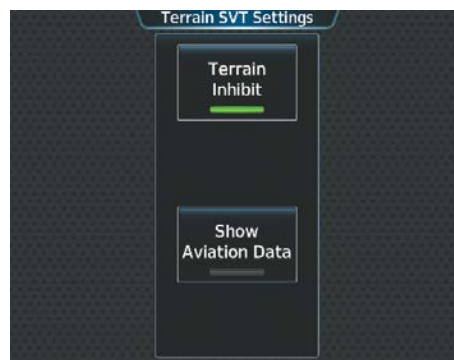 Terrain SVT Settings
Terrain
Inhibit
Show
Aviation Data